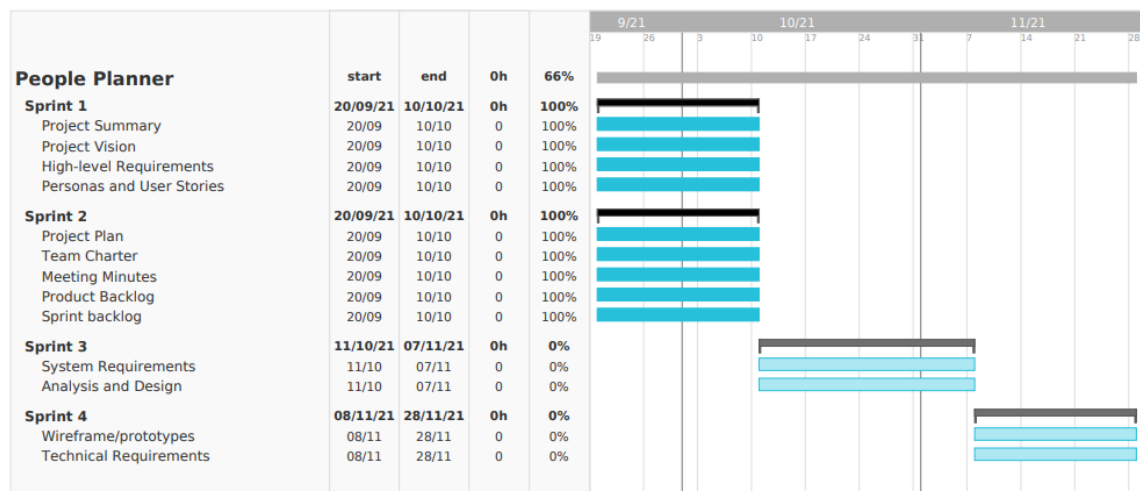 9/21 10/21 11/21
19 26 3 10 17 24 31 7 14 21 28
People Planner start end 0h 66%
Sprint 1 20/09/21 10/10/21 0h 100%
Project Summary 20/09 10/10 0 100%
Project Vision 20/09 10/10 0 100%
High-level Requirements 20/09 10/10 0 100%
Personas and User Stories 20/09 10/10 0 100%
Sprint 2 20/09/21 10/10/21 0h 100%
Project Plan 20/09 10/10 0 100%
Team Charter 20/09 10/10 0 100%
Meeting Minutes 20/09 10/10 0 100%
Product Backlog 20/09 10/10 0 100%
Sprint backlog 20/09 10/10 0 100%
Sprint 3 11/10/21 07/11/21 0h 0%
System Requirements 11/10 07/11 0 0%
Analysis and Design 11/10 07/11 0 0%
Sprint 4 08/11/21 28/11/21 0h 0%
Wireframe/prototypes 08/11 28/11 0 0%
Technical Requirements 08/11 28/11 0 0%